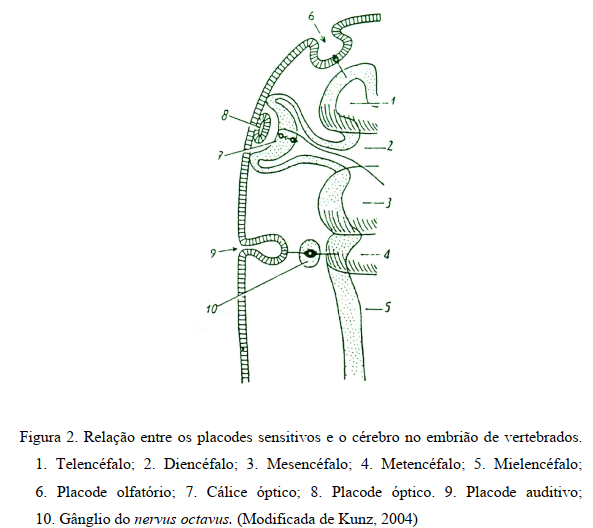 6
1
8
2
7
3
9
4
10
5
Figura 2. Relação entre os placodes sensitivos e o cérebro no embrião de vertebrados.
1. Telencéfalo; 2. Diencéfalo; 3. Mesencéfalo; 4. Metencéfalo; 5. Mielencéfalo;
6. Placode olfatório; 7. Cálice óptico; 8. Placode óptico. 9. Placode auditivo;
10. Gânglio do nervus octavus. (Modificada de Kunz, 2004)